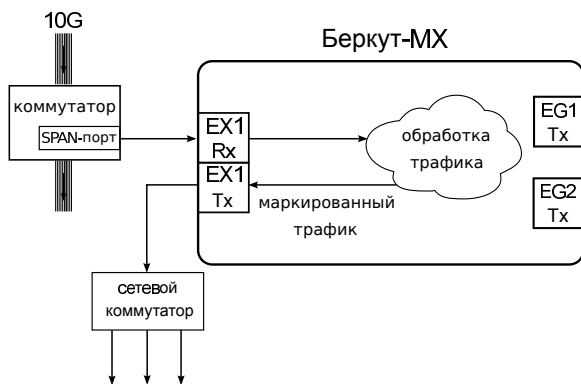 10G
Беркут-MX
коммутатор
SPAN-порт
EX1
Rx
EX1
Tx
обработка
трафика
EG1
Tx
EG2
Tx
маркированный
трафик
сетевой
коммутатор